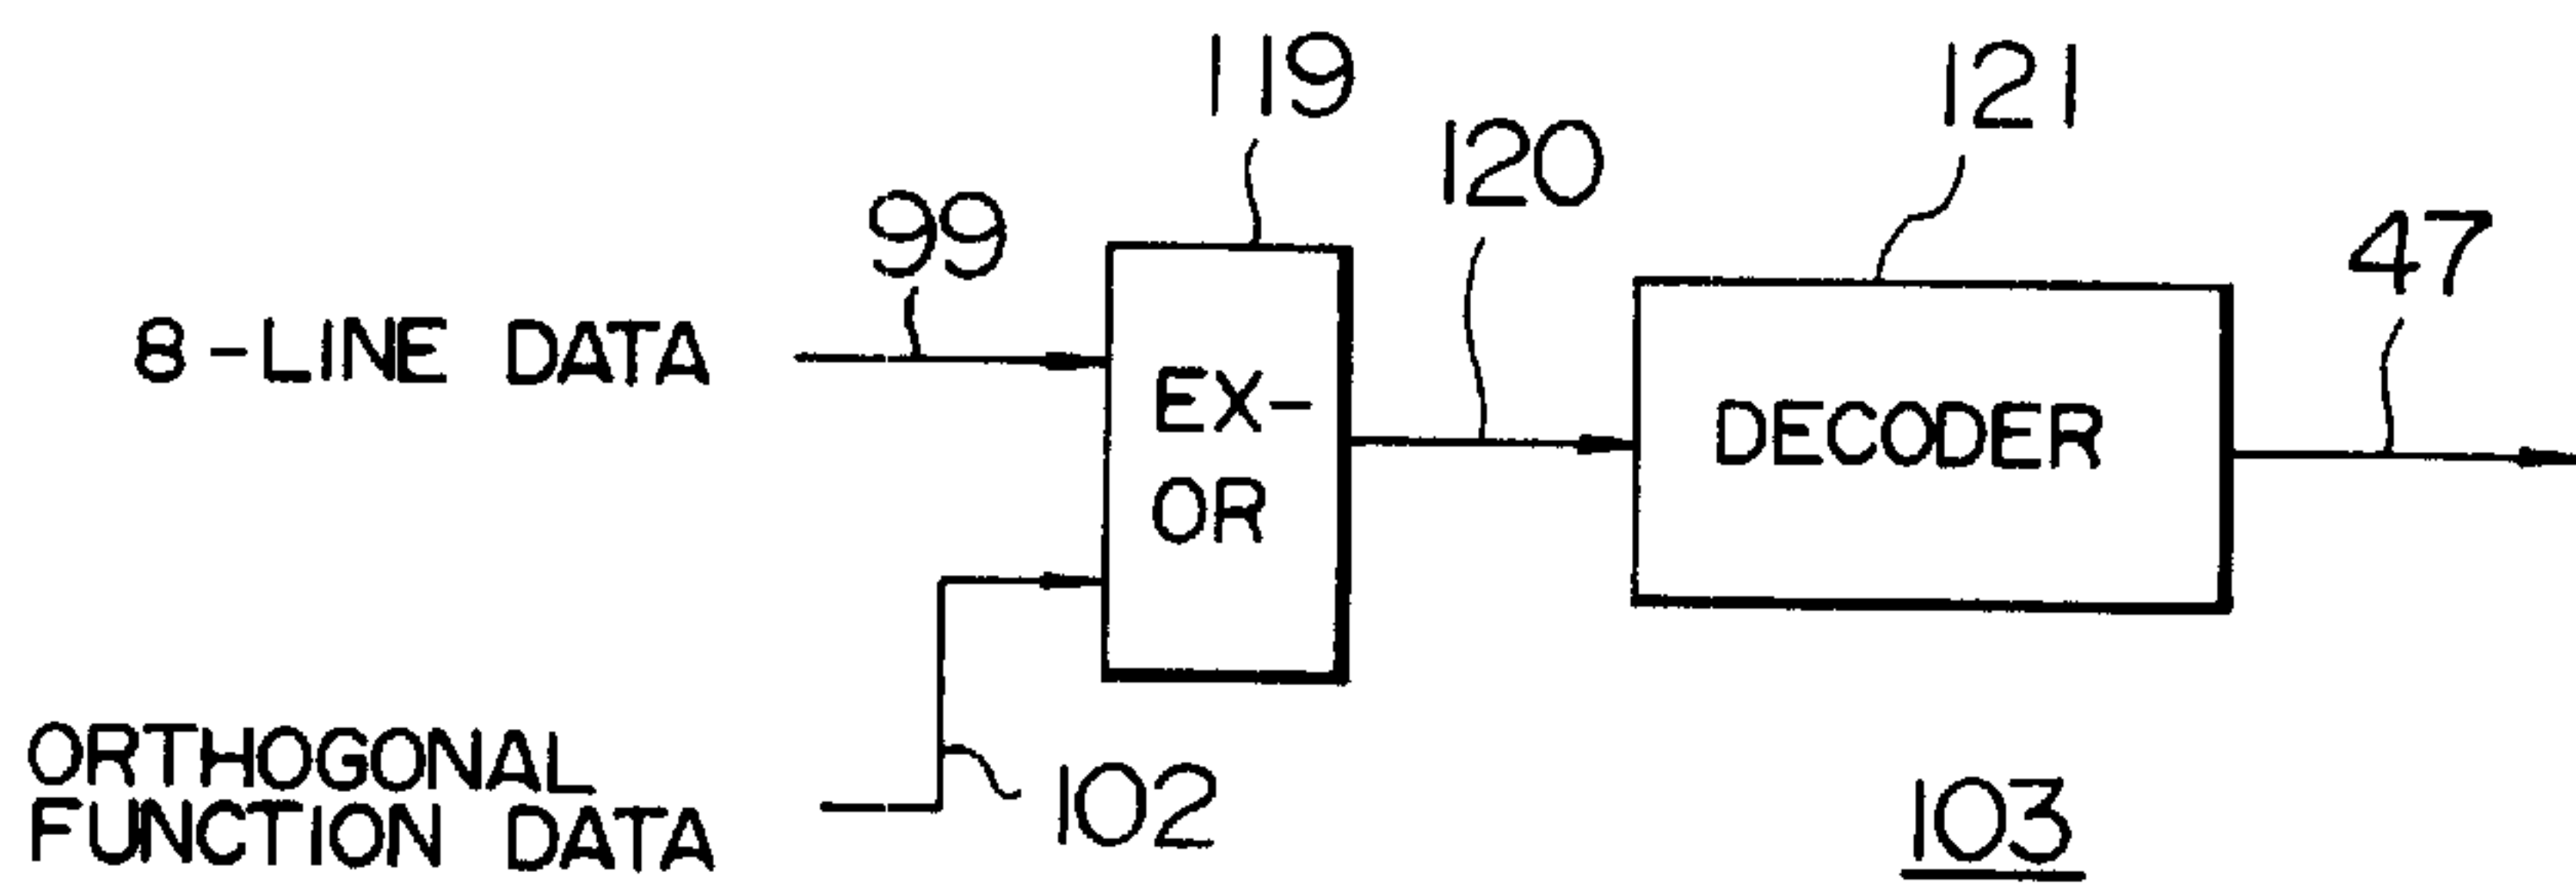 119
121
120
99
47
8-LINE DATA
EX-
OR
DECODER
ORTHOGONAL
FUNCTION DATA
102
103